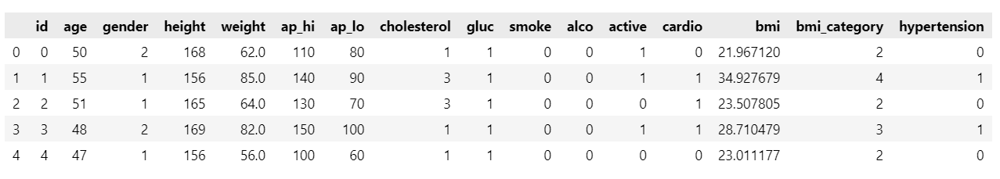 id age gender height weight ap_hi ap_lo cholesterol gluc smoke alco active cardio bmi bmi_category hypertension
0 0 50 2 168 62.0 110 80 1 1 0 0 1 0 21.967120 2 0
1 1 55 1 156 85.0 140 90 3 1 0 0 1 1 34.927679 4 1
2 2 51 1 165 64.0 130 70 3 1 0 0 0 1 23.507805 2 0
3 3 48 2 169 82.0 150 100 1 1 0 0 1 1 28.710479 3 1
4 4 47 1 156 56.0 100 60 1 1 0 0 0 0 23.011177 2 0